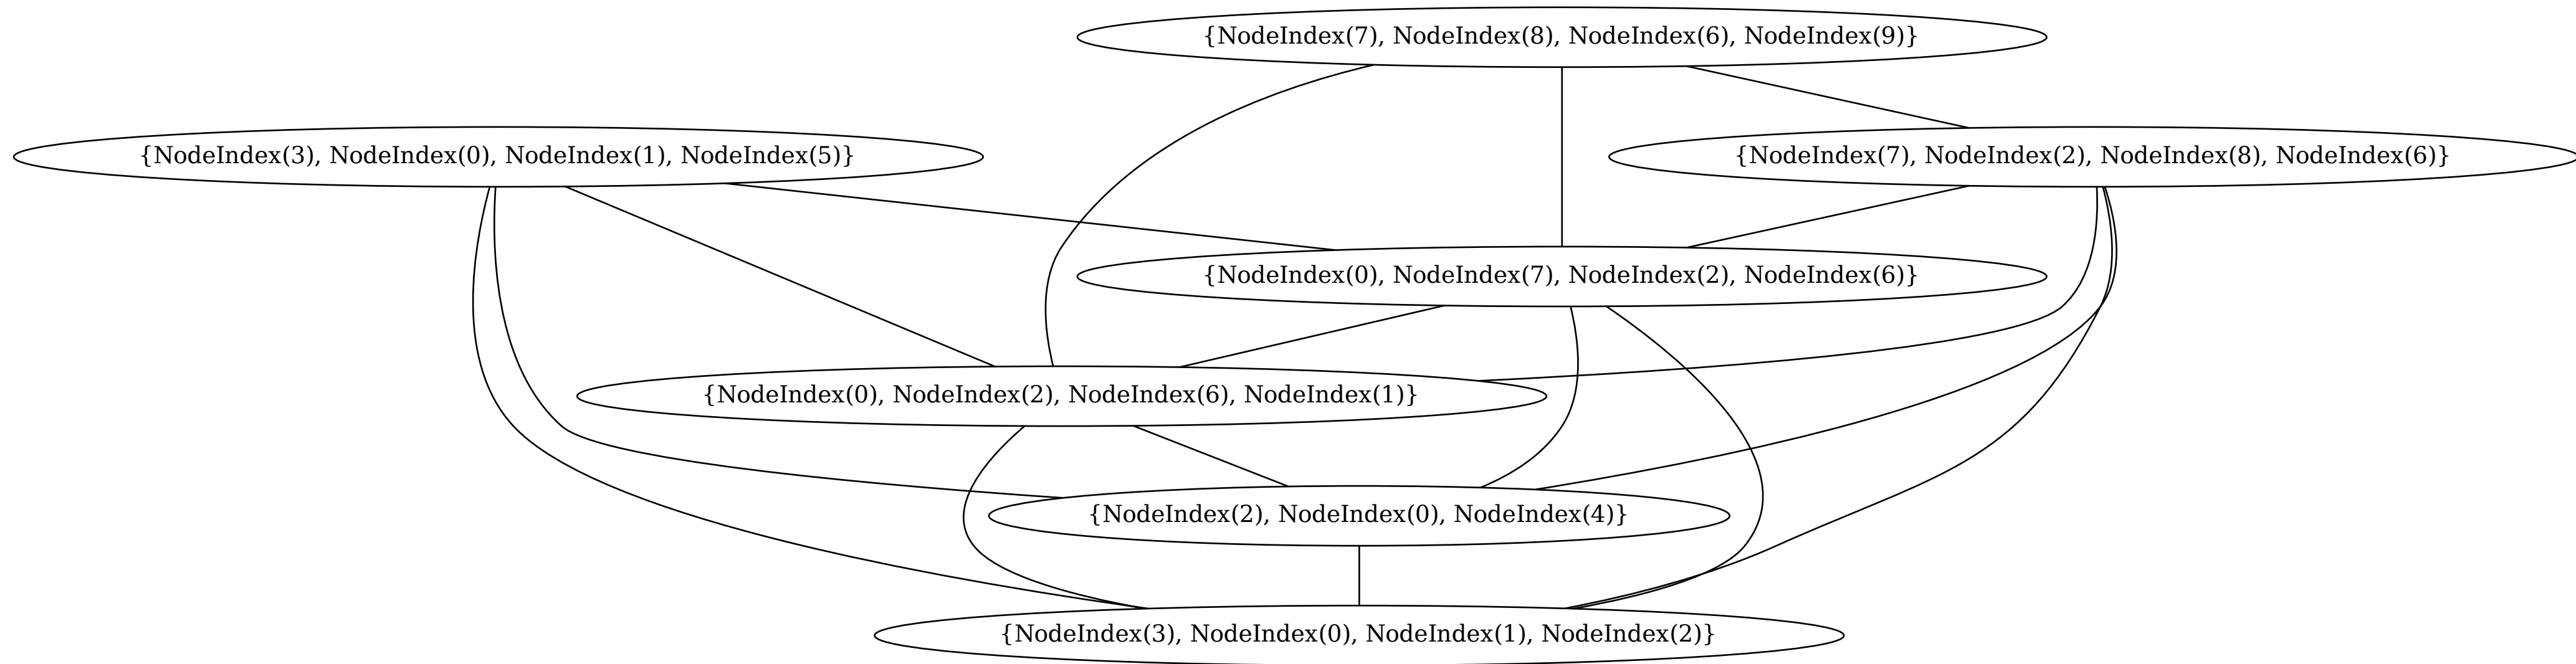 {NodeIndex(7), NodeIndex(8), NodeIndex(6), NodeIndex(9)}
{NodeIndex(3), NodeIndex(0), NodeIndex(1), NodeIndex(5)}
{NodeIndex(7), NodeIndex(2), NodeIndex(8), NodeIndex(6)}
{NodeIndex(0), NodeIndex(7), NodeIndex(2), NodeIndex(6)}
{NodeIndex(0), NodeIndex(2), NodeIndex(6), NodeIndex(1)}
{NodeIndex(2), NodeIndex(0), NodeIndex(4)}
{NodeIndex(3), NodeIndex(0), NodeIndex(1), NodeIndex(2)}